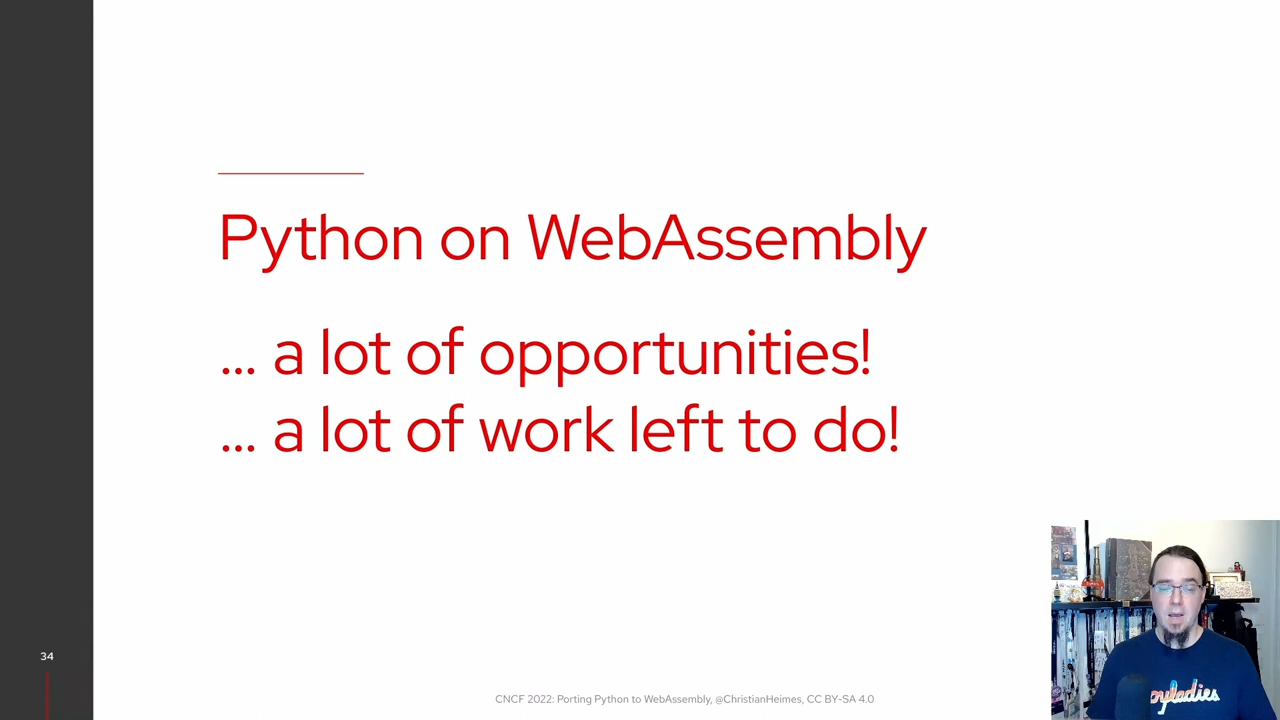 Python on WebAssembly
... a lot of opportunities!
... a lot of work left to do!
34
CNCF 2022: Porting Python to WebAssembly, @ChristianHeimes, CC BY-SA 4.0
pyladies